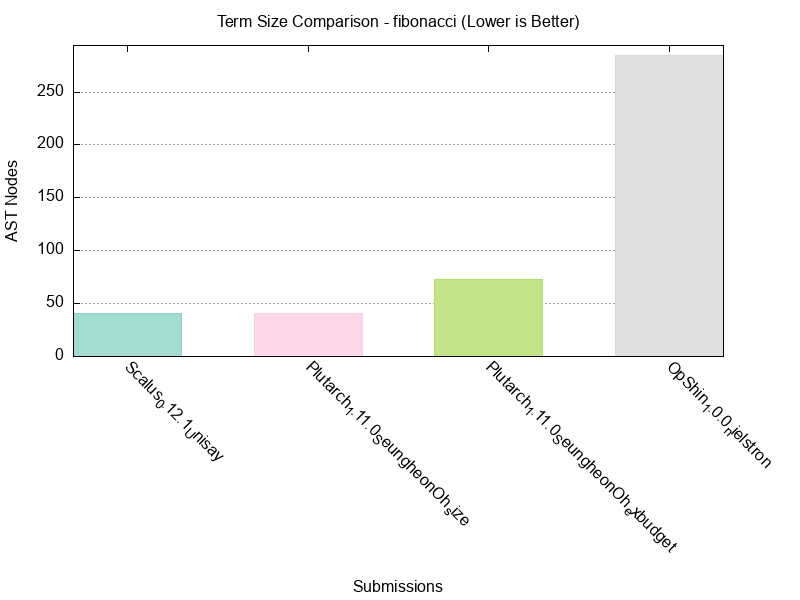 Term Size Comparison - fibonacci (Lower is Better)
AST Nodes
250
200
150
100
50
0
Scalus₀.12.1ᵤnisay
Plutarch₁.11.0ₛeungheonOhₛize
Plutarch₁.11.0ₛeungheonOhₑxbudget
OpShin₁.0.0ₙielstron
Submissions